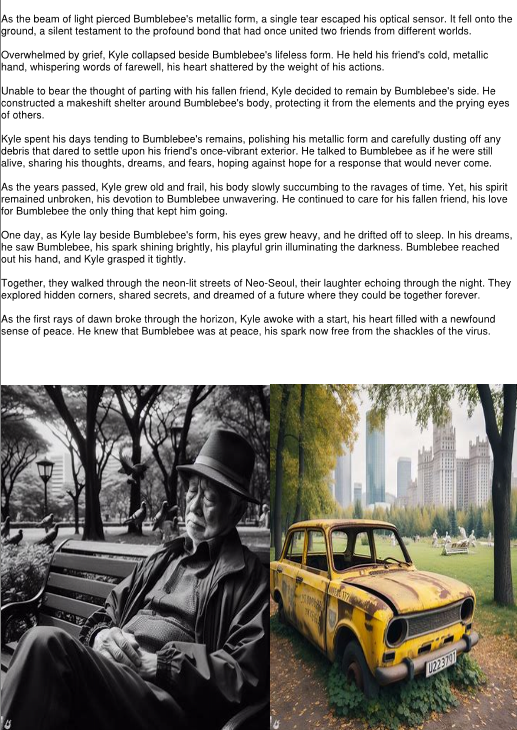 As the beam of light pierced Bumblebee's metallic form, a single tear escaped his optical sensor. It fell onto the
ground, a silent testament to the profound bond that had once united two friends from different worlds.
Overwhelmed by grief, Kyle collapsed beside Bumblebee's lifeless form. He held his friend's cold, metallic
hand, whispering words of farewell, his heart shattered by the weight of his actions.
Unable to bear the thought of parting with his fallen friend, Kyle decided to remain by Bumblebee's side. He
constructed a makeshift shelter around Bumblebee's body, protecting it from the elements and the prying eyes
of others.
Kyle spent his days tending to Bumblebee's remains, polishing his metallic form and carefully dusting off any
debris that dared to settle upon his friend's once-vibrant exterior. He talked to Bumblebee as if he were still
alive, sharing his thoughts, dreams, and fears, hoping against hope for a response that would never come.
As the years passed, Kyle grew old and frail, his body slowly succumbing to the ravages of time. Yet, his spirit
remained unbroken, his devotion to Bumblebee unwavering. He continued to care for his fallen friend, his love
for Bumblebee the only thing that kept him going.
One day, as Kyle lay beside Bumblebee's form, his eyes grew heavy, and he drifted off to sleep. In his dreams,
he saw Bumblebee, his spark shining brightly, his playful grin illuminating the darkness. Bumblebee reached
out his hand, and Kyle grasped it tightly.
Together, they walked through the neon-lit streets of Neo-Seoul, their laughter echoing through the night. They
explored hidden corners, shared secrets, and dreamed of a future where they could be together forever.
As the first rays of dawn broke through the horizon, Kyle awoke with a start, his heart filled with a newfound
sense of peace. He knew that Bumblebee was at peace, his spark now free from the shackles of the virus.